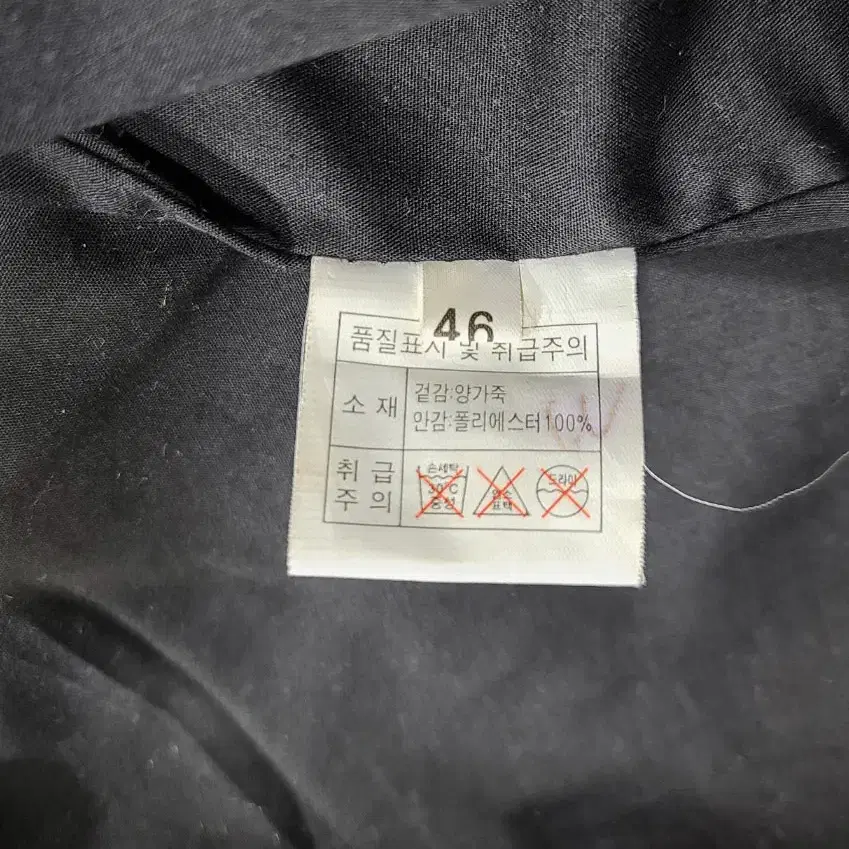 46
품질표시 및 취급주의
소 재
겉감:양가죽
안감:폴리에스터100%
취 급
주 의
손세탁
30°C
중성
염소
표백
드라이